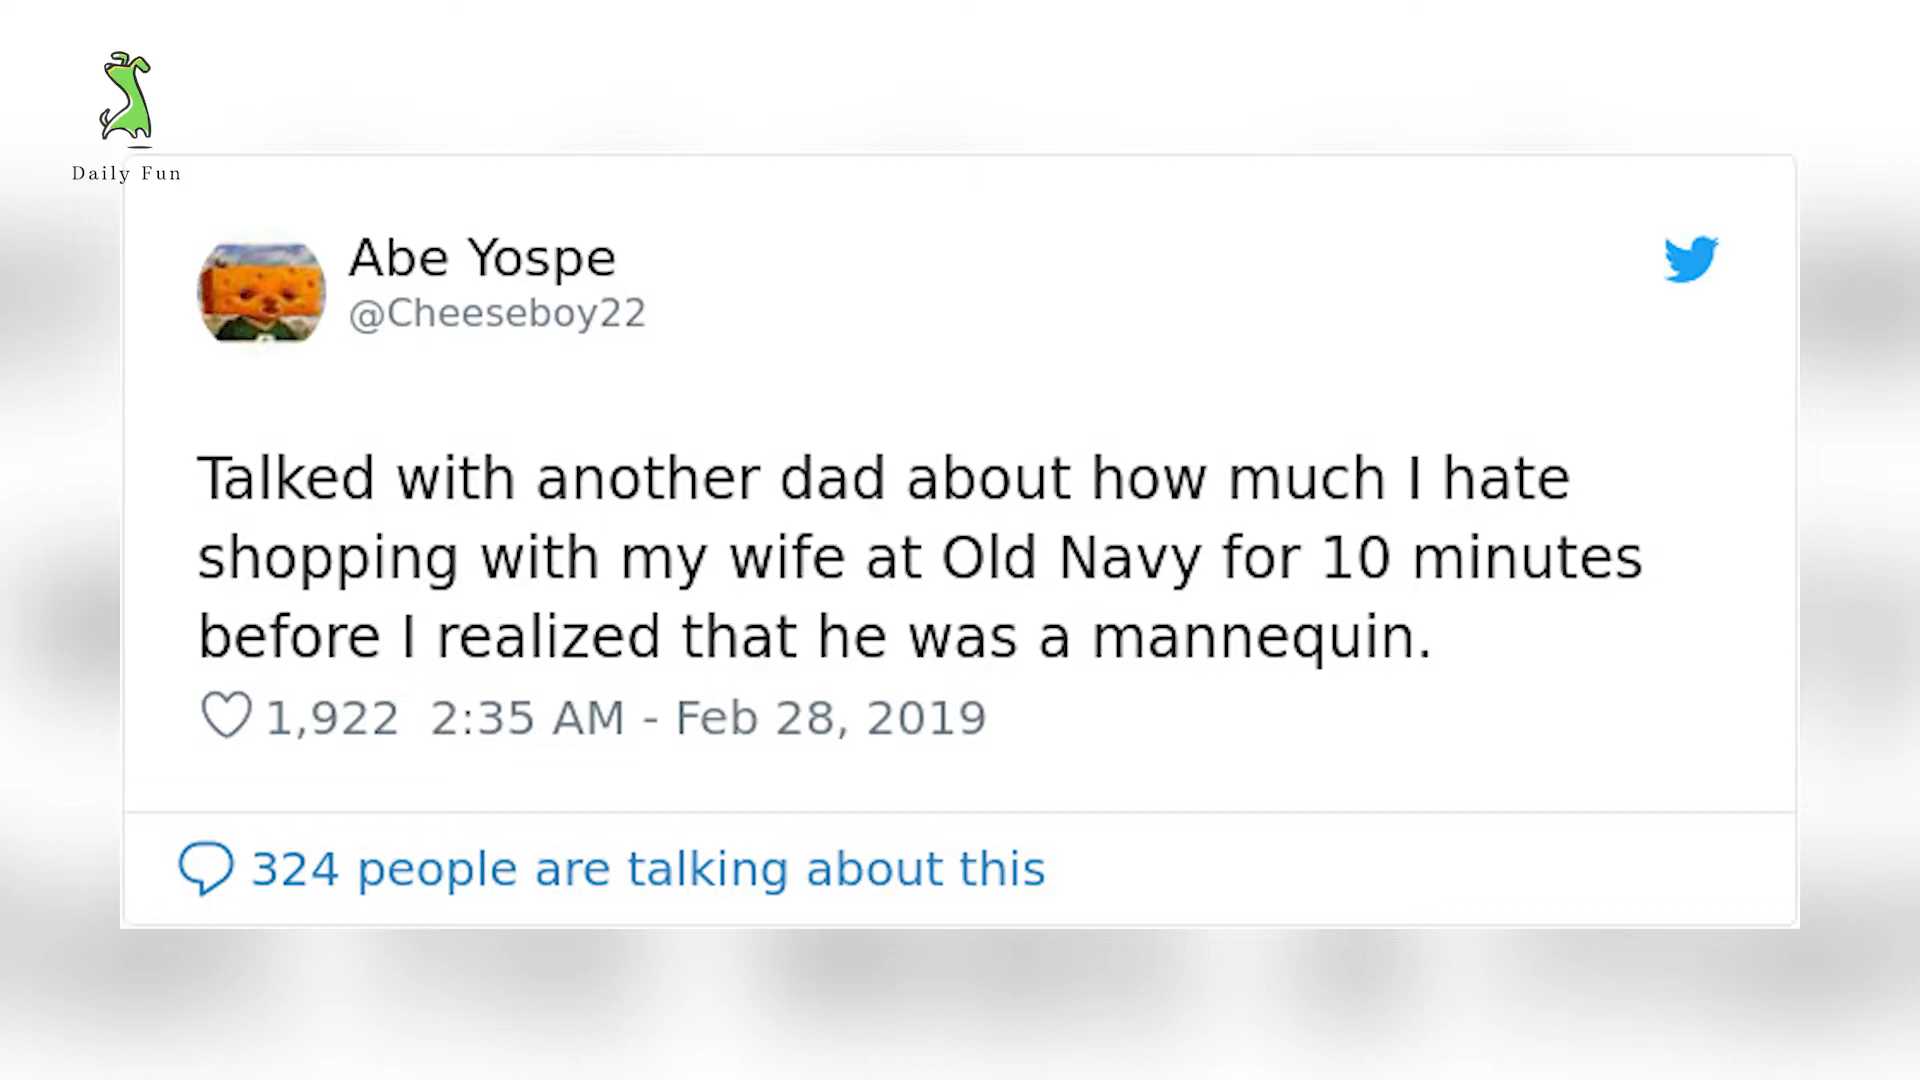 Daily Fun
Abe Yospe
@Cheeseboy22
Talked with another dad about how much I hate
shopping with my wife at Old Navy for 10 minutes
before I realized that he was a mannequin.
1,922 2:35 AM - Feb 28, 2019
324 people are talking about this